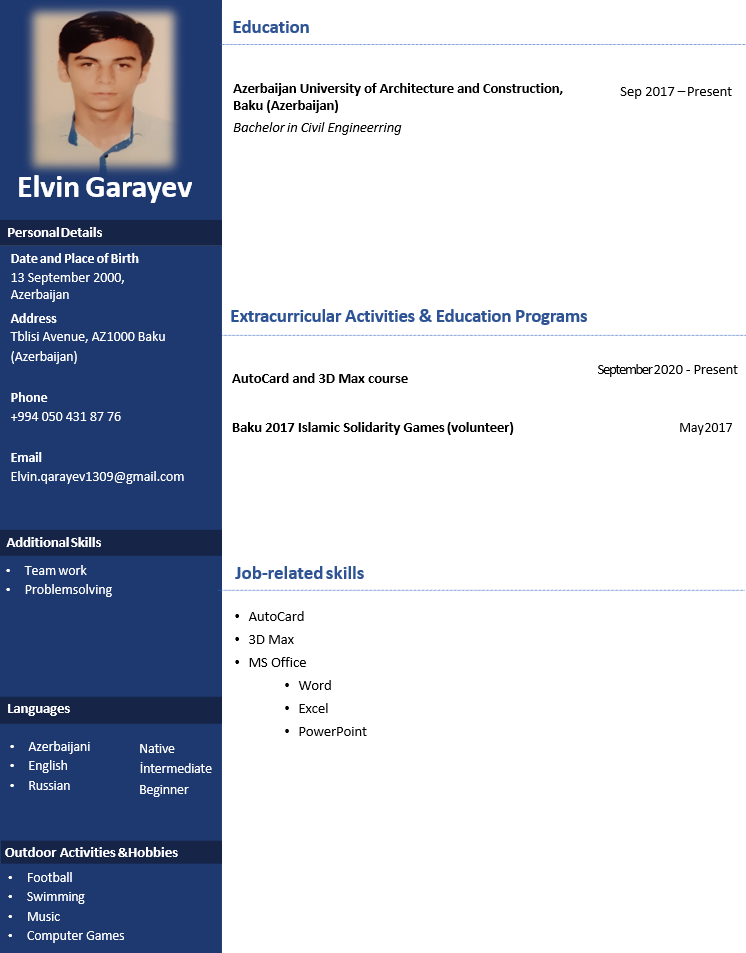 Elvin Garayev
Personal Details
Date and Place of Birth
13 September 2000,
Azerbaijan
Address
Tblisi Avenue, AZ1000 Baku
(Azerbaijan)
Phone
+994 050 431 87 76
Email
Elvin.qarayev1309@gmail.com
Additional Skills
• Team work
• Problemsolving
Languages
• Azerbaijani Native
• English İntermediate
• Russian Beginner
Outdoor Activities &Hobbies
• Football
• Swimming
• Music
• Computer Games
Education
Azerbaijan University of Architecture and Construction,
Baku (Azerbaijan)
Sep 2017 – Present
Bachelor in Civil Engineerring
Extracurricular Activities & Education Programs
AutoCard and 3D Max course September 2020 - Present
Baku 2017 Islamic Solidarity Games (volunteer) May 2017
Job-related skills
• AutoCard
• 3D Max
• MS Office
• Word
• Excel
• PowerPoint